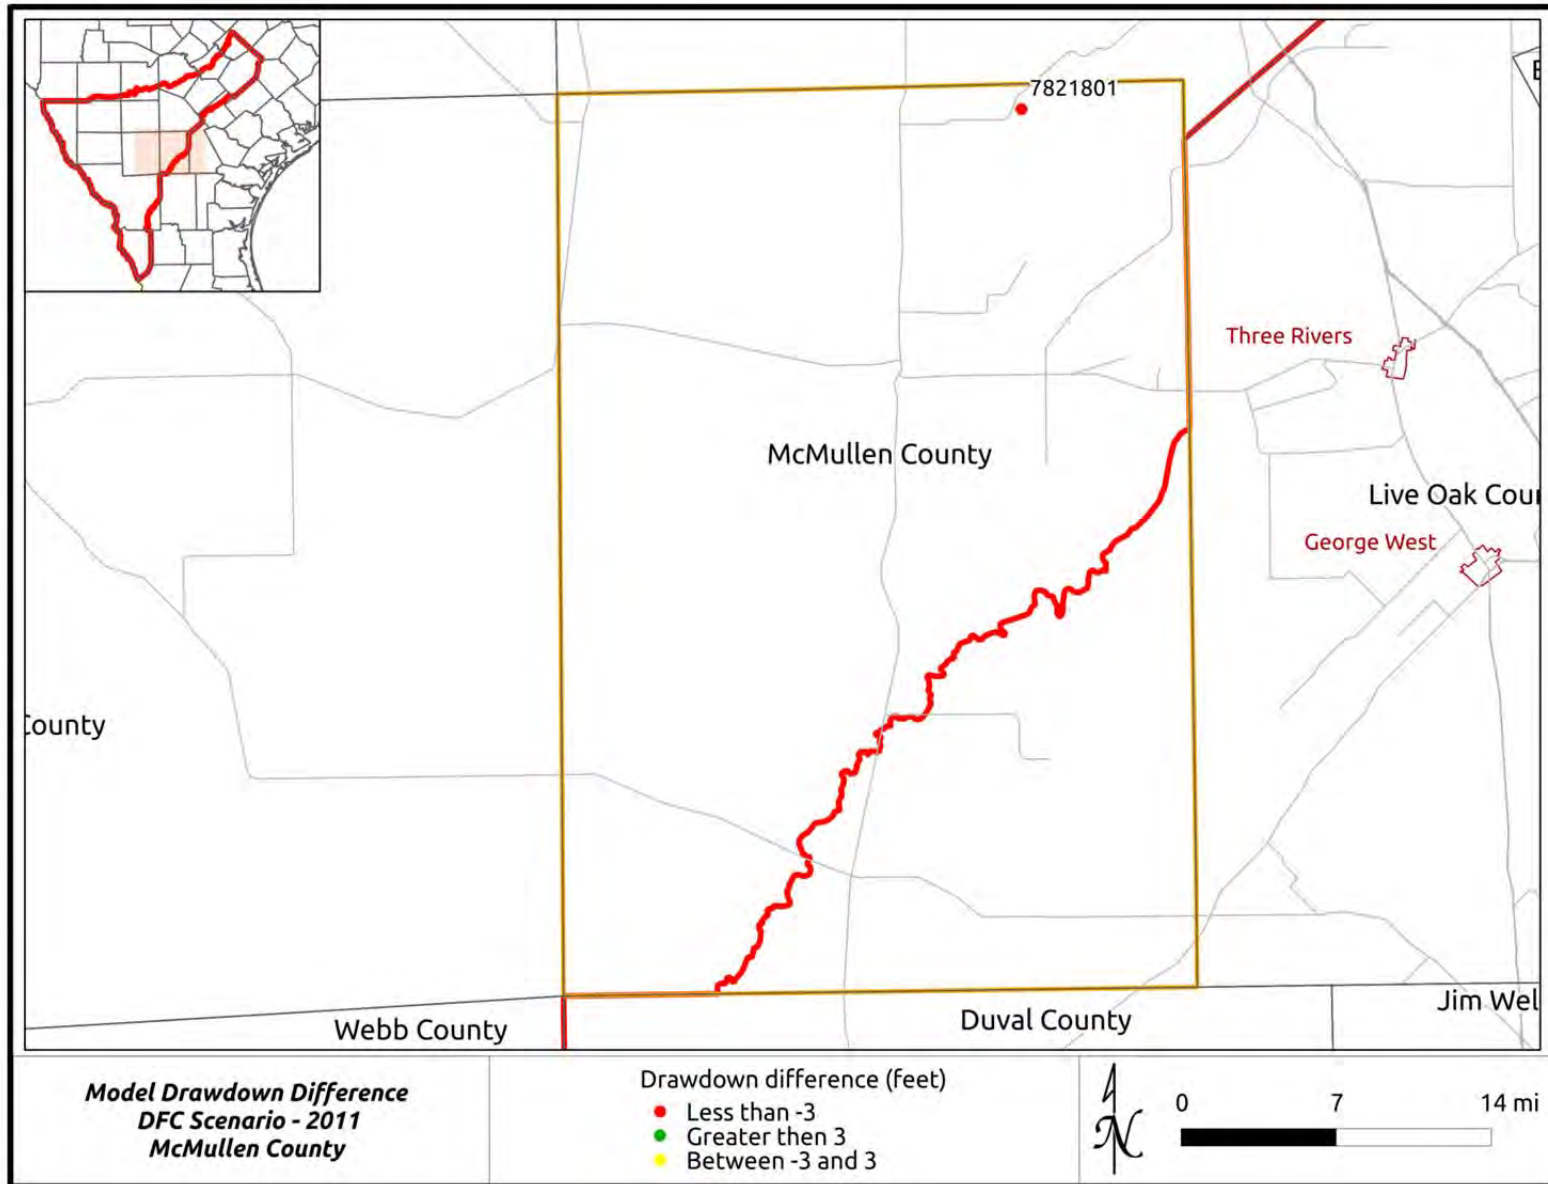 7821801
E
Three Rivers
McMullen County
Live Oak Coun
George West
County
Webb County
Duval County
Jim Wel
Model Drawdown Difference
DFC Scenario - 2011
McMullen County
Drawdown difference (feet)
Less than -3
Greater then 3
Between -3 and 3
N
0 7 14 mi